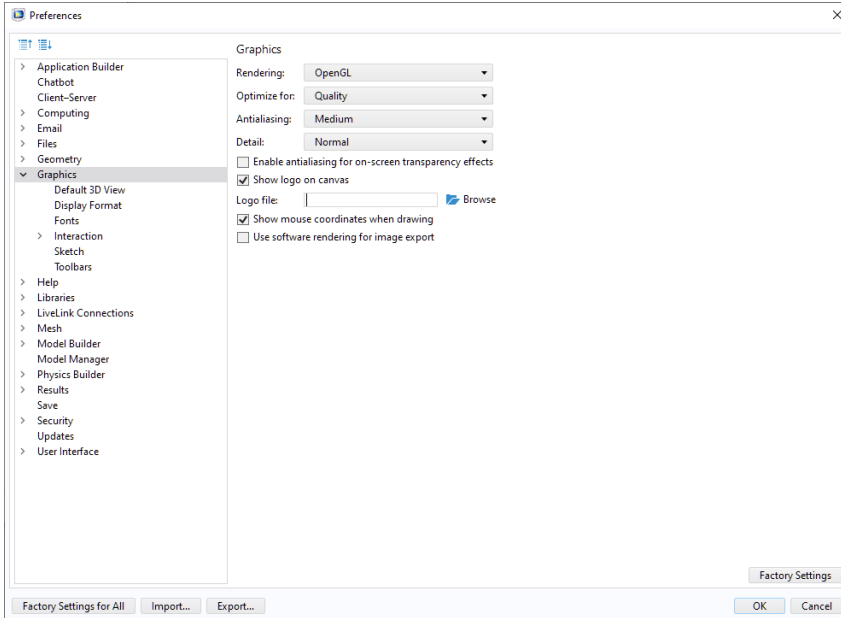 Preferences
Application Builder
Chatbot
Client–Server
Computing
Email
Files
Geometry
Graphics
Default 3D View
Display Format
Fonts
Interaction
Sketch
Toolbars
Help
Libraries
LiveLink Connections
Mesh
Model Builder
Model Manager
Physics Builder
Results
Save
Security
Updates
User Interface
Graphics
Rendering: OpenGL
Optimize for: Quality
Antialiasing: Medium
Detail: Normal
Enable antialiasing for on-screen transparency effects
Show logo on canvas
Logo file: Browse
Show mouse coordinates when drawing
Use software rendering for image export
Factory Settings
Factory Settings for All Import... Export... OK Cancel